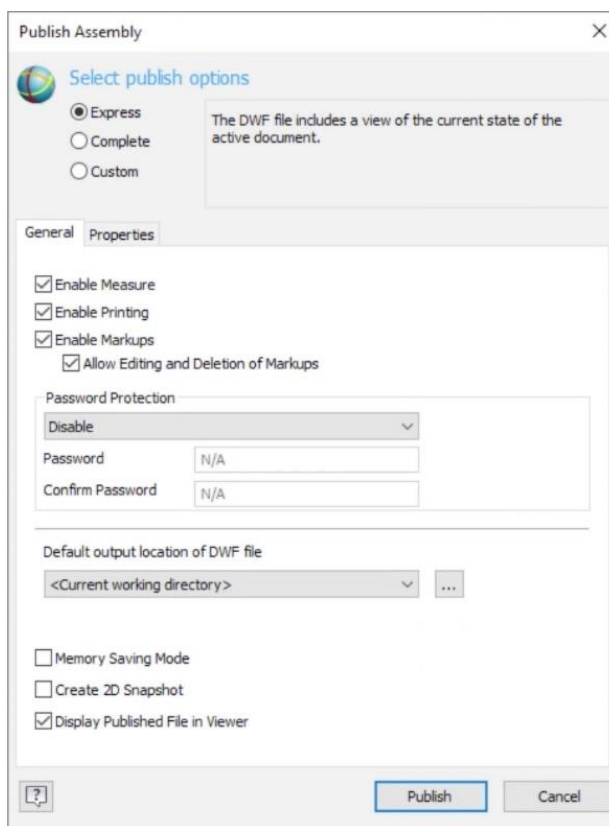 Publish Assembly
Select publish options
Express
Complete
Custom
The DWF file includes a view of the current state of the
active document.
General
Properties
Enable Measure
Enable Printing
Enable Markups
Allow Editing and Deletion of Markups
Password Protection
Disable
Password
N/A
Confirm Password
N/A
Default output location of DWF file
<Current working directory>
...
Memory Saving Mode
Create 2D Snapshot
Display Published File in Viewer
?
Publish
Cancel